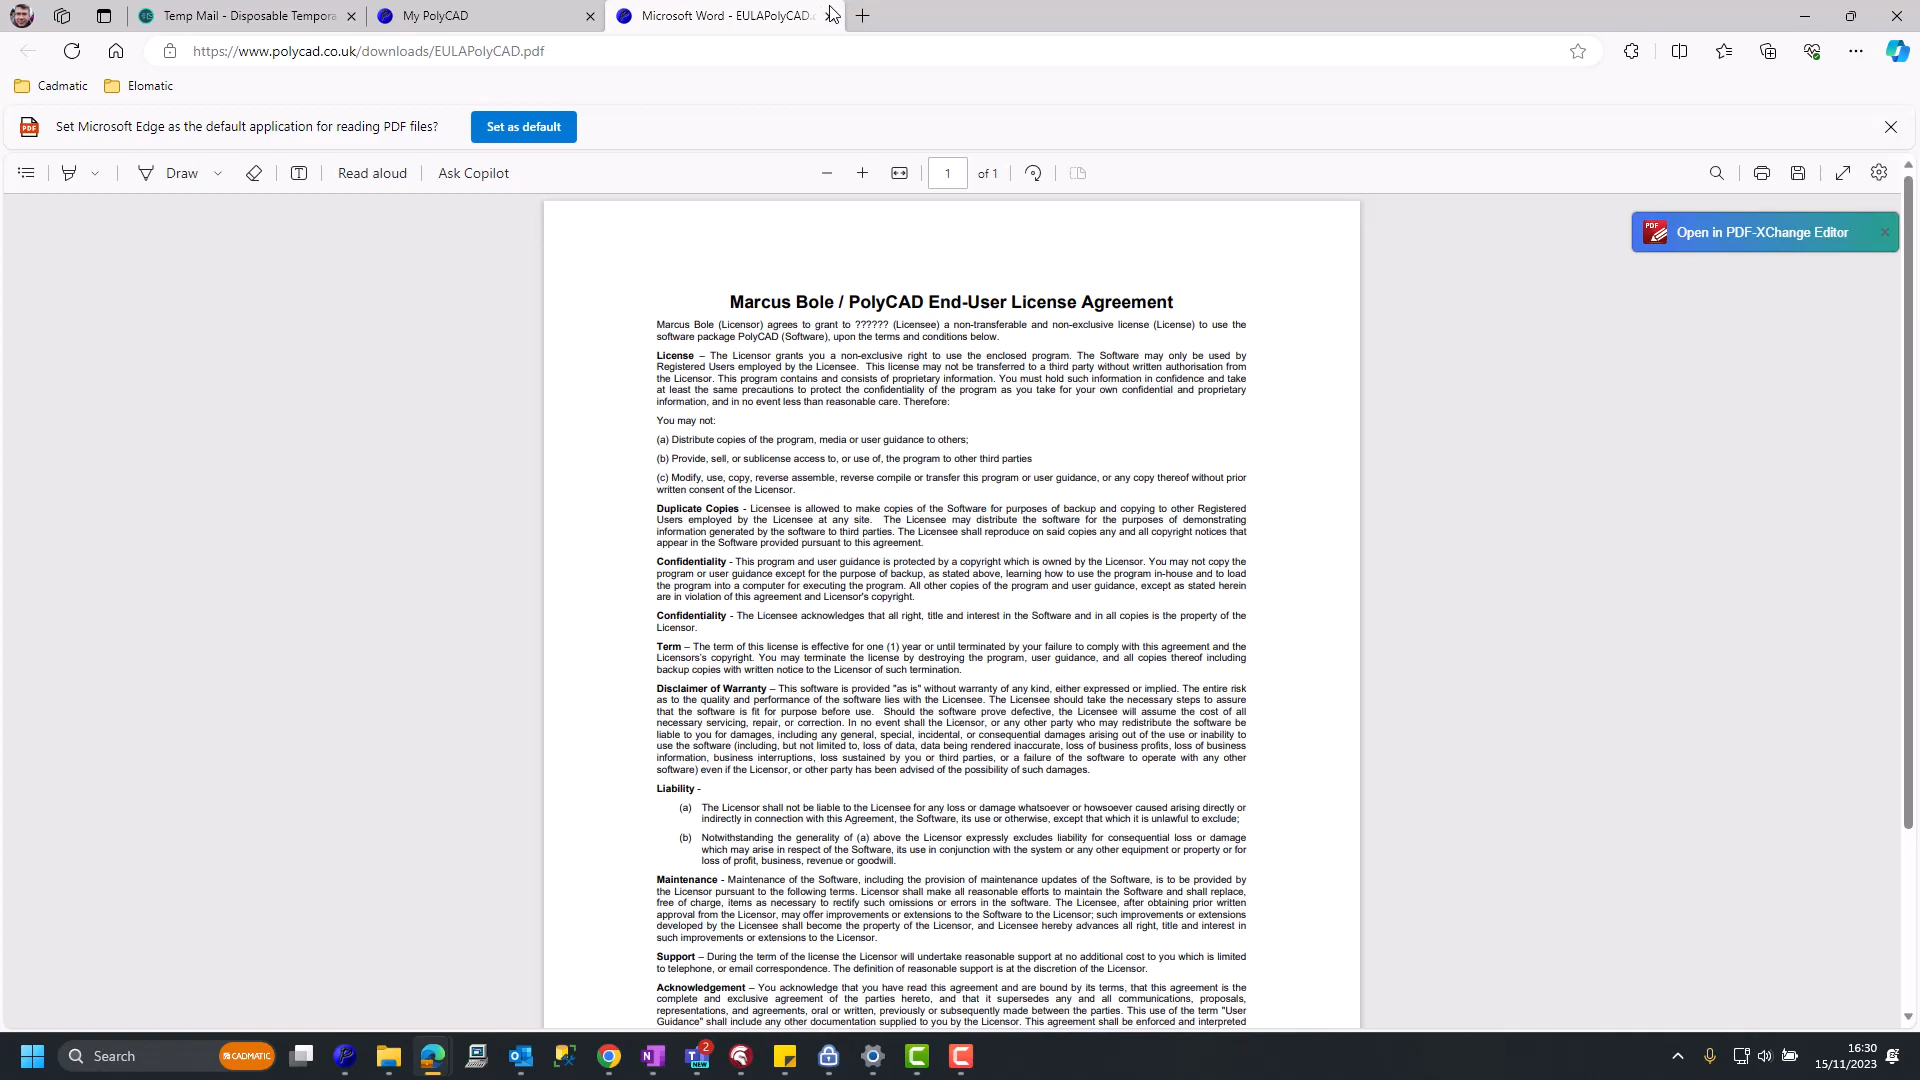 Temp Mail - Disposable Tempora
My PolyCAD
Microsoft Word - EULAPolyCAD.
https://www.polycad.co.uk/downloads/EULAPolyCAD.pdf
Cadmatic
Elomatic
PDF
Set Microsoft Edge as the default application for reading PDF files?
Set as default
Draw
Read aloud
Ask Copilot
1
of 1
PDF
Open in PDF-XChange Editor
Marcus Bole / PolyCAD End-User License Agreement
Marcus Bole (Licensor) agrees to grant to ?????? (Licensee) a non-transferable and non-exclusive license (License) to use the
software package PolyCAD (Software), upon the terms and conditions below.
License – The Licensor grants you a non-exclusive right to use the enclosed program. The Software may only be used by
Registered Users employed by the Licensee. This license may not be transferred to a third party without written authorisation from
the Licensor. This program contains and consists of proprietary information. You must hold such information in confidence and take
at least the same precautions to protect the confidentiality of the program as you take for your own confidential and proprietary
information, and in no event less than reasonable care. Therefore:
You may not:
(a) Distribute copies of the program, media or user guidance to others;
(b) Provide, sell, or sublicense access to, or use of, the program to other third parties
(c) Modify, use, copy, reverse assemble, reverse compile or transfer this program or user guidance, or any copy thereof without prior
written consent of the Licensor.
Duplicate Copies - Licensee is allowed to make copies of the Software for purposes of backup and copying to other Registered
Users employed by the Licensee at any site. The Licensee may distribute the software for the purposes of demonstrating
information generated by the software to third parties. The Licensee shall reproduce on said copies any and all copyright notices that
appear in the Software provided pursuant to this agreement.
Confidentiality - This program and user guidance is protected by a copyright which is owned by the Licensor. You may not copy the
program or user guidance except for the purpose of backup, as stated above, learning how to use the program in-house and to load
the program into a computer for executing the program. All other copies of the program and user guidance, except as stated herein
are in violation of this agreement and Licensor's copyright.
Confidentiality - The Licensee acknowledges that all right, title and interest in the Software and in all copies is the property of the
Licensor.
Term – The term of this license is effective for one (1) year or until terminated by your failure to comply with this agreement and the
Licensors's copyright. You may terminate the license by destroying the program, user guidance, and all copies thereof including
backup copies with written notice to the Licensor of such termination.
Disclaimer of Warranty – This software is provided "as is" without warranty of any kind, either expressed or implied. The entire risk
as to the quality and performance of the software lies with the Licensee. The Licensee should take the necessary steps to assure
that the software is fit for purpose before use. Should the software prove defective, the Licensee will assume the cost of all
necessary servicing, repair, or correction. In no event shall the Licensor, or any other party who may redistribute the software be
liable to you for damages, including any general, special, incidental, or consequential damages arising out of the use or inability to
use the software (including, but not limited to, loss of data, data being rendered inaccurate, loss of business profits, loss of business
information, business interruptions, loss sustained by you or third parties, or a failure of the software to operate with any other
software) even if the Licensor, or other party has been advised of the possibility of such damages.
Liability -
(a) The Licensor shall not be liable to the Licensee for any loss or damage whatsoever or howsoever caused arising directly or
indirectly in connection with this Agreement, the Software, its use or otherwise, except that which it is unlawful to exclude;
(b) Notwithstanding the generality of (a) above the Licensor expressly excludes liability for consequential loss or damage
which may arise in respect of the Software, its use in conjunction with the system or any other equipment or property or for
loss of profit, business, revenue or goodwill.
Maintenance - Maintenance of the Software, including the provision of maintenance updates of the Software, is to be provided by
the Licensor pursuant to the following terms. Licensor shall make all reasonable efforts to maintain the Software and shall replace,
free of charge, items as necessary to rectify such omissions or errors in the software. The Licensee, after obtaining prior written
approval from the Licensor, may offer improvements or extensions to the Software to the Licensor; such improvements or extensions
developed by the Licensee shall become the property of the Licensor, and Licensee hereby advances all right, title and interest in
such improvements or extensions to the Licensor.
Support – During the term of the license the Licensor will undertake reasonable support at no additional cost to you which is limited
to telephone, or email correspondence. The definition of reasonable support is at the discretion of the Licensor.
Acknowledgement – You acknowledge that you have read this agreement and are bound by its terms, that this agreement is the
complete and exclusive agreement of the parties hereto, and that it supersedes any and all communications, proposals,
representations, and agreements, oral or written, previously or subsequently made between the parties. This use of the term "User
Guidance" shall include any other documentation supplied to you by the Licensor. This agreement shall be enforced and interpreted
Search
CADMATIC
2
NEW
16:30
15/11/2023